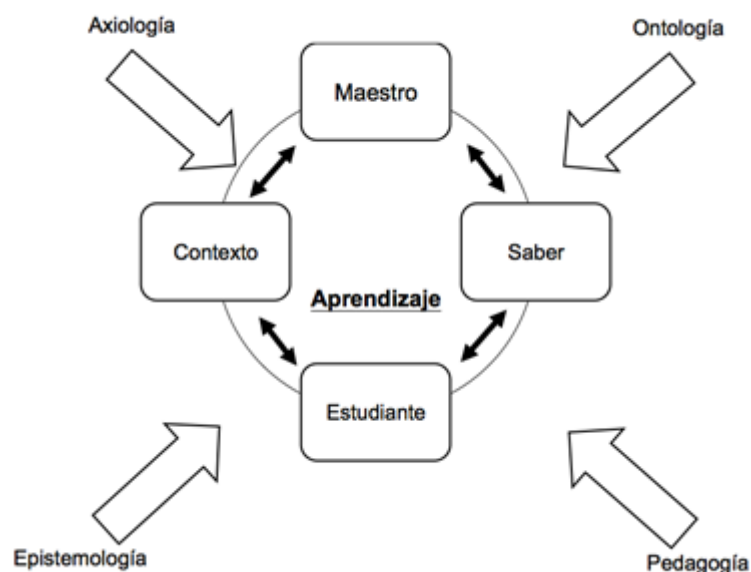 Axiología
Ontología
Maestro
Contexto
Saber
Aprendizaje
Estudiante
Epistemología
Pedagogía